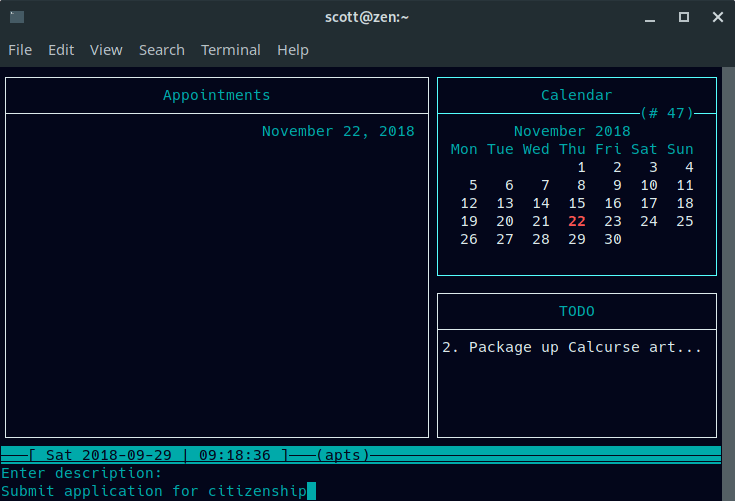 scott@zen:~
File Edit View Search Terminal Help
Appointments
November 22, 2018
Calendar
(# 47)
November 2018
Mon Tue Wed Thu Fri Sat Sun
1 2 3 4
5 6 7 8 9 10 11
12 13 14 15 16 17 18
19 20 21 22 23 24 25
26 27 28 29 30
TODO
2. Package up Calcurse art...
[ Sat 2018-09-29 | 09:18:36 ] (apts)
Enter description:
Submit application for citizenship